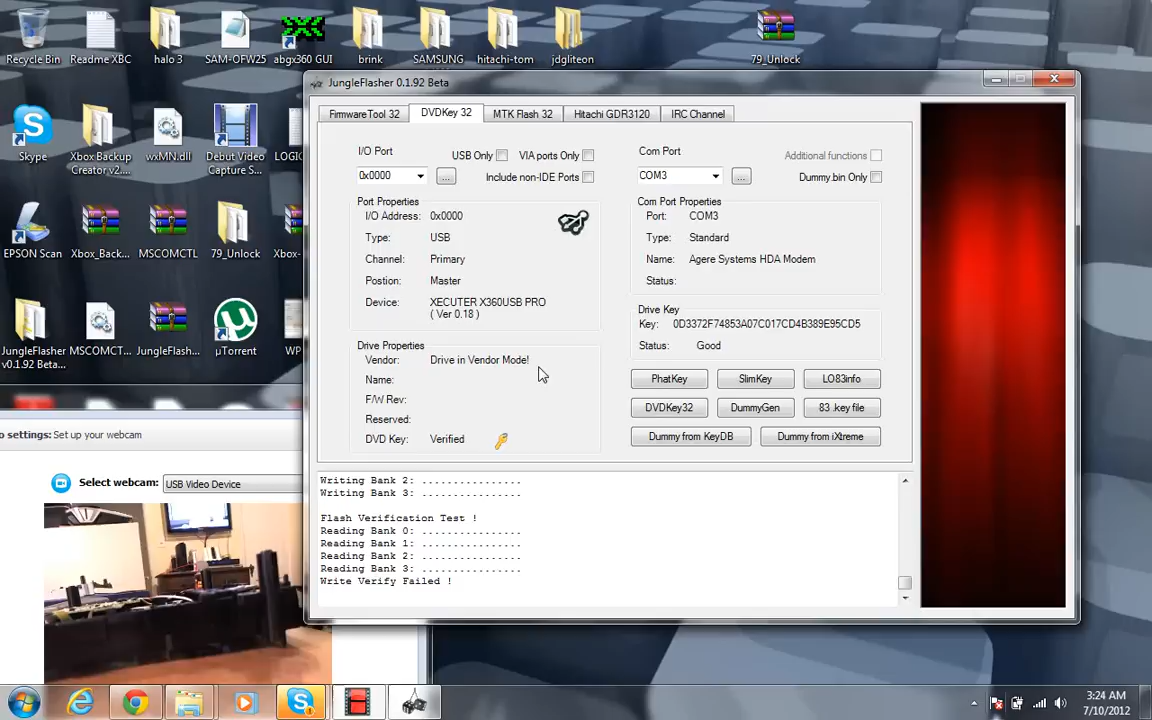 Recycle Bin
Readme XBC
halo 3
SAM-OFW25
abgx360 GUI
brink
SAMSUNG
hitachi-tom
jdgliteon
79_Unlock
Skype
Xbox Backup
Creator v2....
wxMN.dll
Debut Video
Capture S...
EPSON Scan
Xbox_Back...
MSCOMCTL
79_Unlock
Xbox-
JungleFlasher
v0.1.92 Beta...
MSCOMCT...
JungleFlash...
µTorrent
WP
JungleFlasher 0.1.92 Beta
FirmwareTool 32
DVDKey 32
MTK Flash 32
Hitachi GDR3120
IRC Channel
I/O Port
USB Only
VIA ports Only
0x0000
...
Include non-IDE Ports
Port Properties
I/O Address: 0x0000
Type: USB
Channel: Primary
Postion: Master
Device: XECUTER X360USB PRO
( Ver 0.18 )
Drive Properties
Vendor: Drive in Vendor Mode!
Name:
F/W Rev:
Reserved:
DVD Key: Verified
Com Port
Additional functions
COM3
...
Dummy.bin Only
Com Port Properties
Port: COM3
Type: Standard
Name: Agere Systems HDA Modem
Status:
Drive Key
Key: 0D3372F74853A07C017CD4B389E95CD5
Status: Good
PhatKey
SlimKey
LO83info
DVDKey32
DummyGen
83 .key file
Dummy from KeyDB
Dummy from iXtreme
Writing Bank 2: ................
Writing Bank 3: ................
Flash Verification Test !
Reading Bank 0: ................
Reading Bank 1: ................
Reading Bank 2: ................
Reading Bank 3: ................
Write Verify Failed !
o settings: Set up your webcam
Select webcam: USB Video Device
3:24 AM
7/10/2012